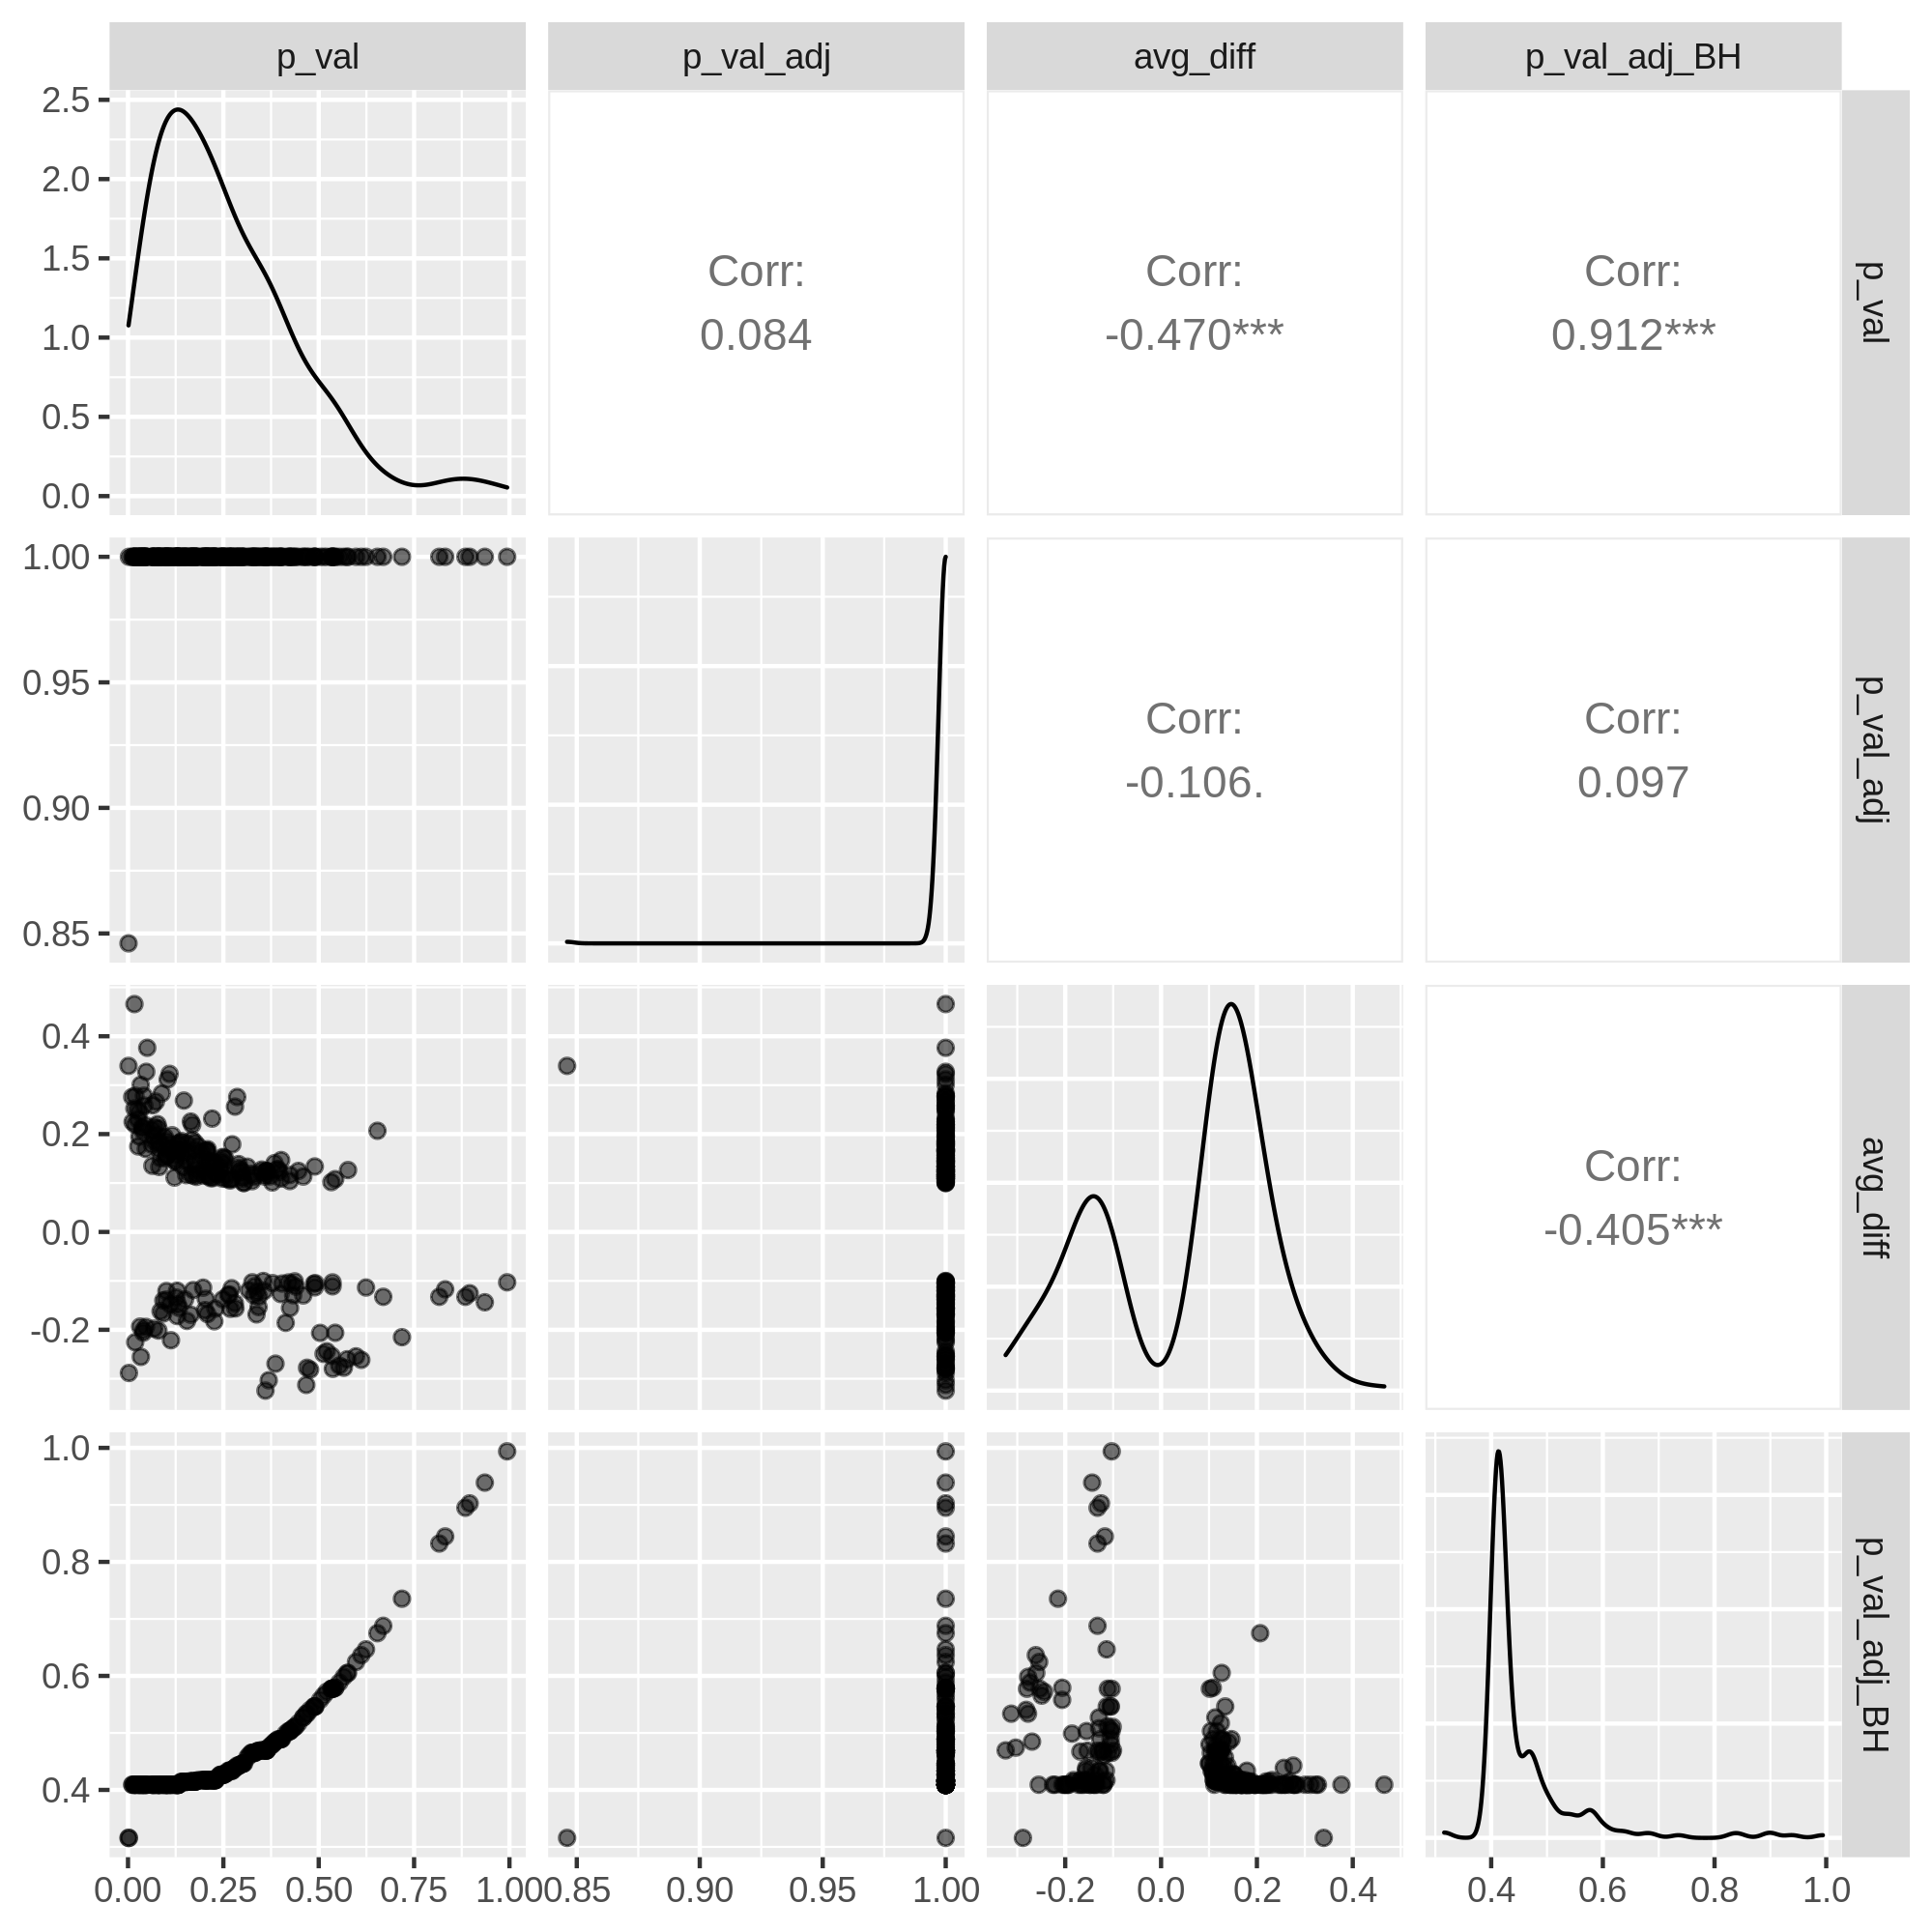 p_val
p_val_adj
avg_diff
p_val_adj_BH
2.5
2.0
1.5
1.0
0.5
0.0
Corr:
0.084
Corr:
-0.470***
Corr:
0.912***
p_val
1.00
0.95
0.90
0.85
Corr:
-0.106.
Corr:
0.097
p_val_adj
0.4
0.2
0.0
-0.2
Corr:
-0.405***
avg_diff
1.0
0.8
0.6
0.4
p_val_adj_BH
0.00 0.25 0.50 0.75 1.00
0.85 0.90 0.95 1.00
-0.2 0.0 0.2 0.4
0.4 0.6 0.8 1.0